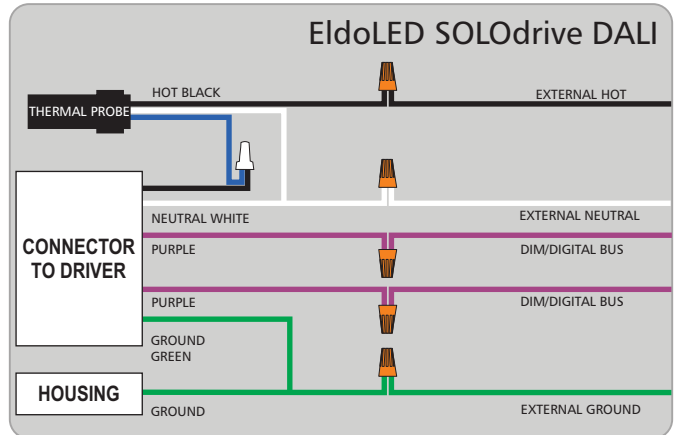 EldoLED SOLOdrive DALI
HOT BLACK
EXTERNAL HOT
THERMAL PROBE
NEUTRAL WHITE
EXTERNAL NEUTRAL
CONNECTOR
TO DRIVER
PURPLE
DIM/DIGITAL BUS
PURPLE
DIM/DIGITAL BUS
GROUND
GREEN
HOUSING
GROUND
EXTERNAL GROUND